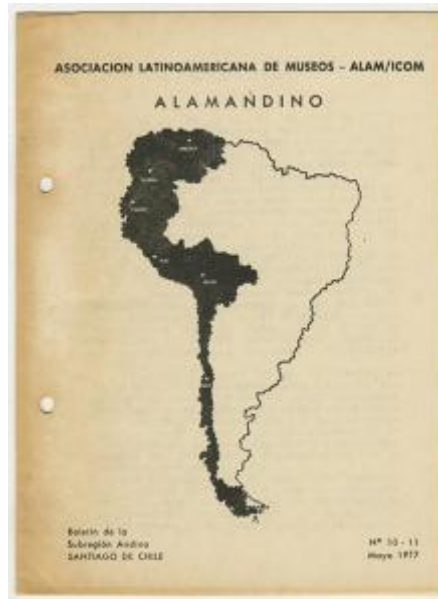 ASOCIACION LATINOAMERICANA DE MUSEOS - ALAM/ICOM
ALAMANDINO
Boletín de la
Subregión Andina
SANTIAGO DE CHILE
Nº 10 - 11
Mayo 1977